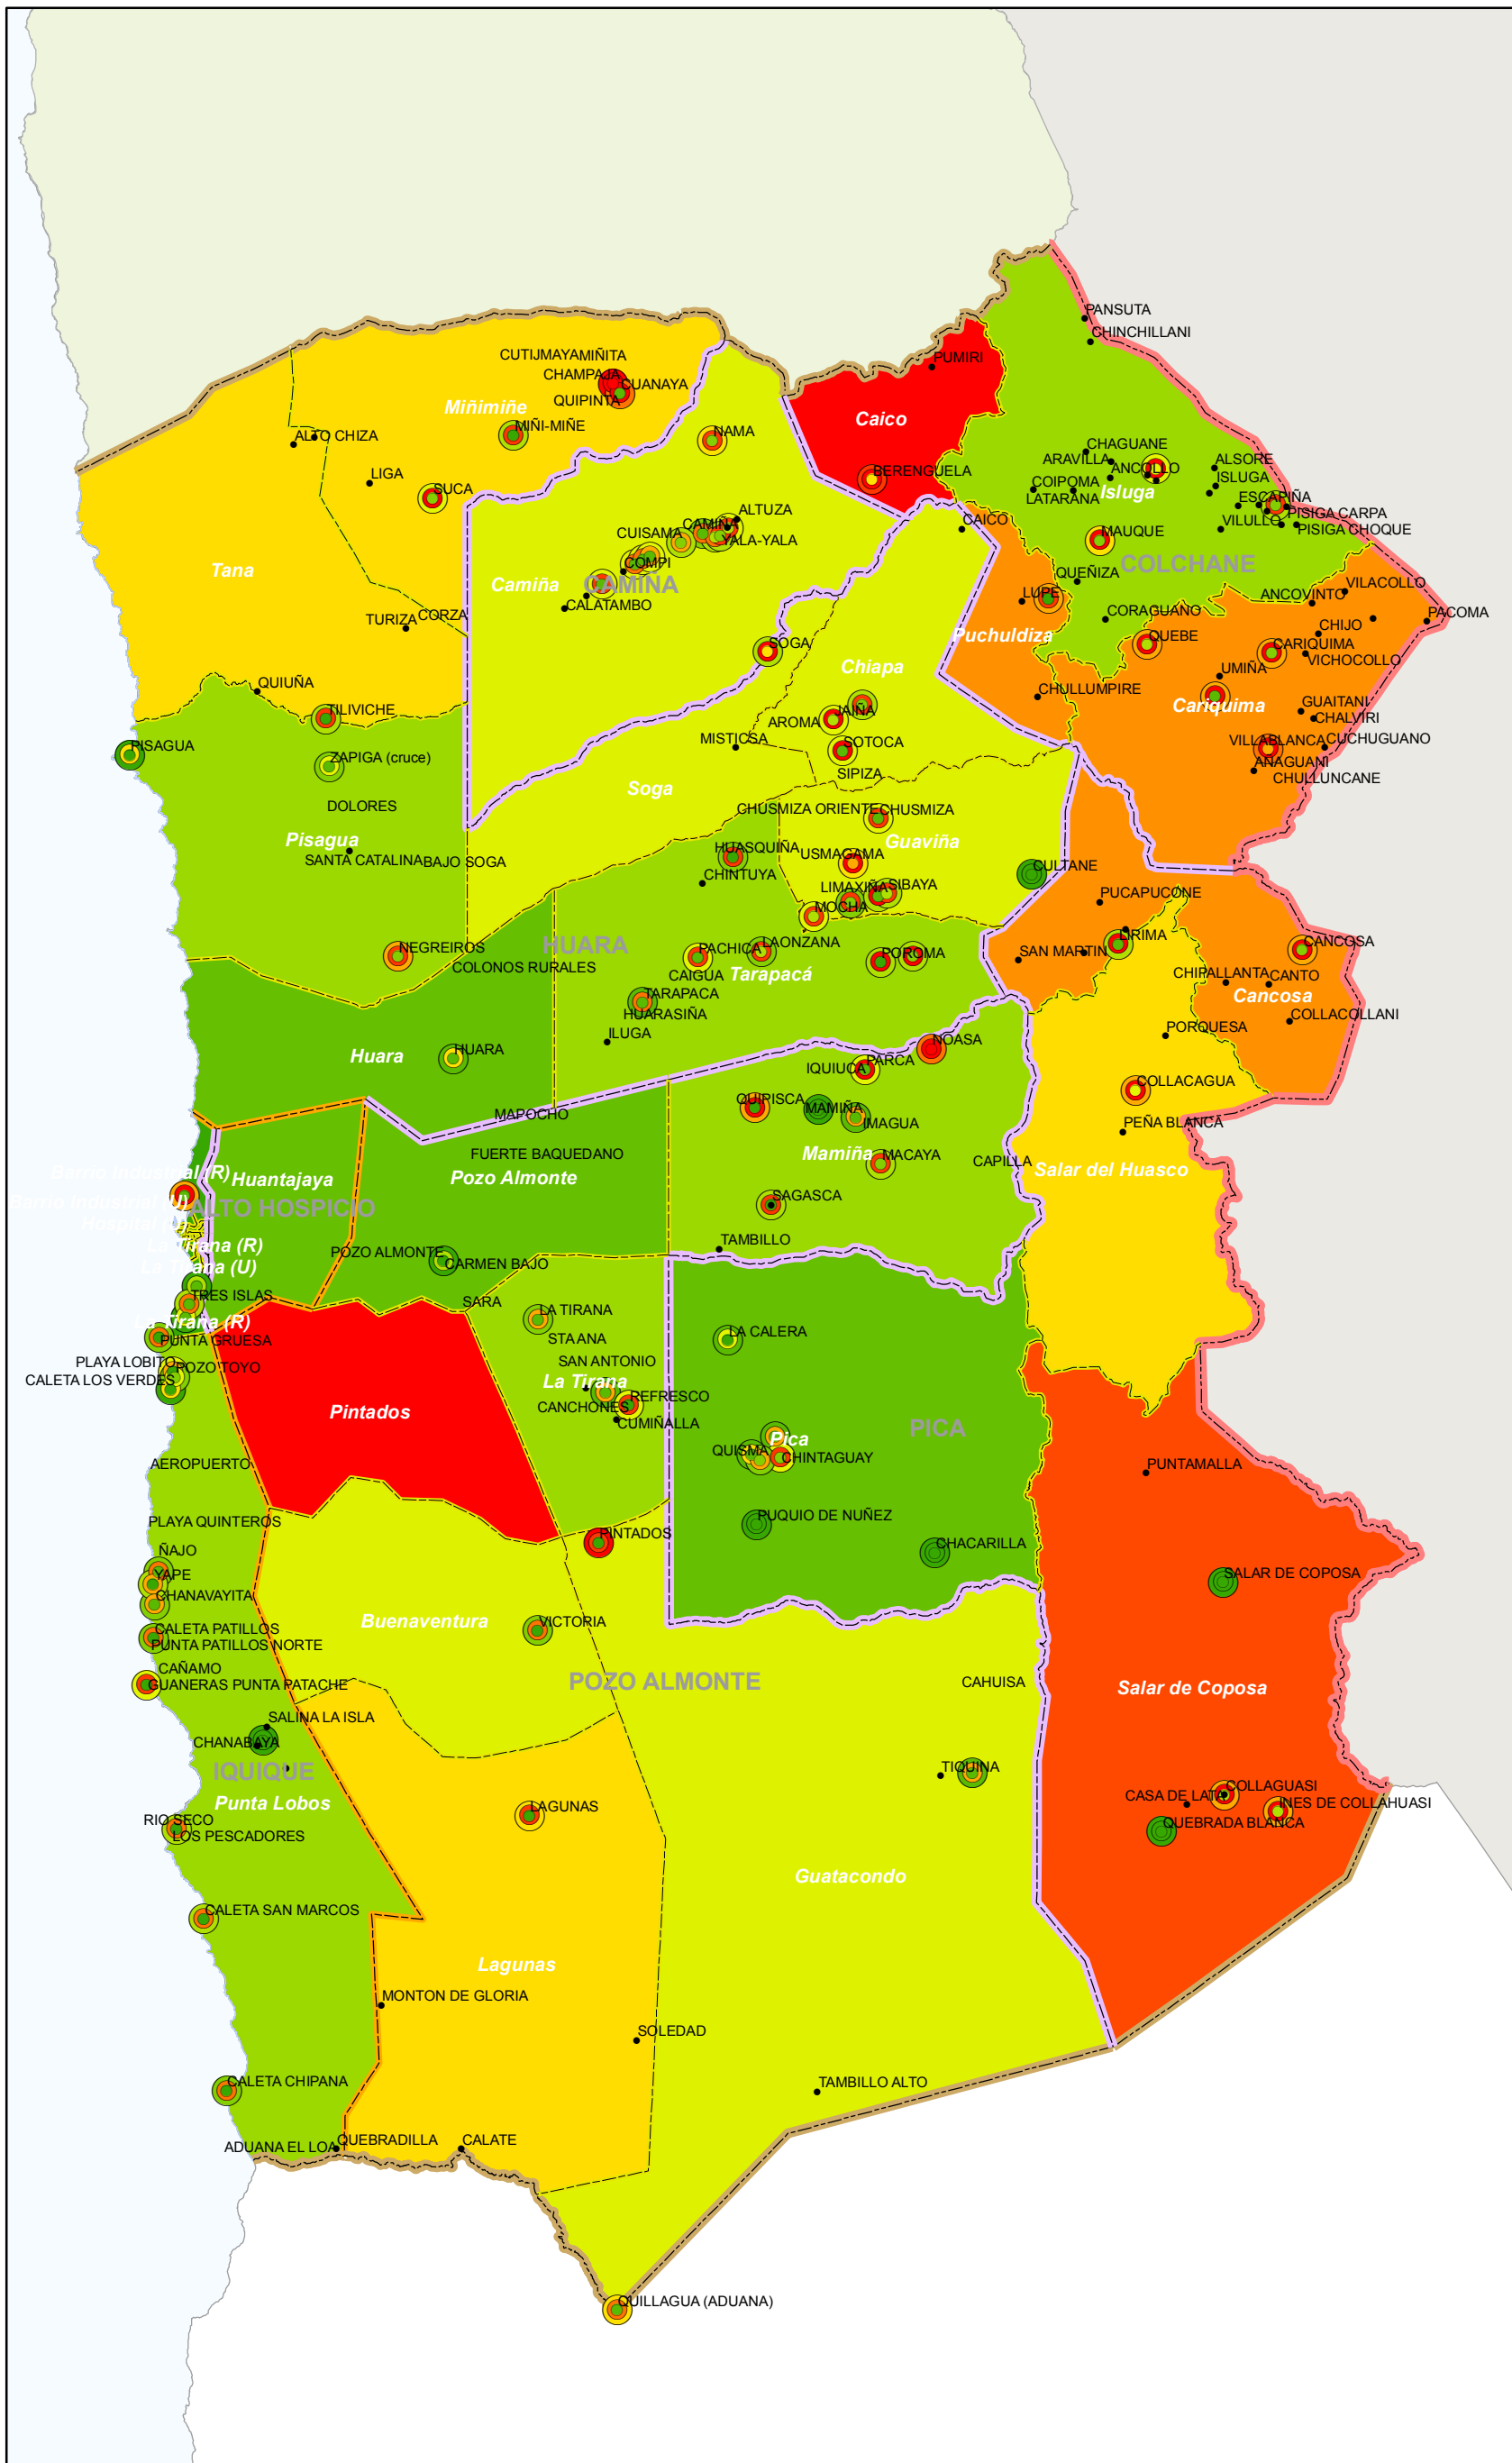 PANSUTA
CHINCHILLANI
CUTIJMAYAMIÑITA
PUMIRI
CHAMPAJA
CUANAYA
QUIPINTA
Miñimiñe
Caico
MIÑI-MIÑE
NAMA
ALTO CHIZA
CHAGUANE
ARAVILLA
ANCOLLO
ALSORE
LIGA
BERENGUELA
COIPOMA
ISLUGA
SUCA
LATARANA
Isluga
ESCAPIÑA
PISIGA CARPA
ALTUZA
CAMIÑA
CAICO
VILULLO
PISIGA CHOQUE
CUISAMA
YALA-YALA
MAUQUE
Tana
COMPI
COLCHANE
Camiña
CAMIÑA
QUEÑIZA
VILACOLLO
CALATAMBO
LUPE
ANCOVINTO
TURIZA
CORZA
CORAGUANO
PACOMA
Puchuldiza
CHIJO
SOGA
QUEBE
CARIQUIMA
Chiapa
VICHOCOLLO
UMIÑA
QUIUÑA
CHULLUMPIRE
Cariquima
GUAITANI
TILIVICHE
JAIÑA
CHALVIRI
AROMA
PISAGUA
MISTICSA
SOTOCA
VILLABLANCA
CUCHUGUANO
ZAPIGA (cruce)
ANAGUANI
SIPIZA
CHULLUNCANE
Soga
DOLORES
CHUSMIZA ORIENTE
CHUSMIZA
Pisagua
Guaviña
HUASQUIÑA
USMAGAMA
SANTA CATALINA
BAJO SOGA
CULTANE
CHINTUYA
LIMAXIÑA
SIBAYA
PUCAPUCONE
MOCHA
LIRIMA
HUARA
NEGREIROS
PACHICA
LAONZANA
SAN MARTIN
CANCOSA
COLONOS RURALES
POROMA
CAIGUA
Tarapacá
CHIPALLANTA
CANTO
TARAPACA
Cancosa
HUARASIÑA
COLLACOLLANI
ILUGA
PORQUESA
Huara
HUARA
NOASA
IQUIUCA
PARCA
COLLACAGUA
QUIPISCA
MAMIÑA
MAPOCHO
IMAGUA
PEÑA BLANCA
FUERTE BAQUEDANO
Mamiña
MACAYA
CAPILLA
Barrio Industrial (R)
Huantajaya
Pozo Almonte
Salar del Huasco
Barrio Industrial (U)
ALTO HOSPICIO
SAGASCA
La Tirana (R)
TAMBILLO
POZO ALMONTE
La Tirana (U)
CARMEN BAJO
TRES ISLAS
SARA
LA TIRANA
La Tirana (R)
STA ANA
LA CALERA
PUNTA GRUESA
PLAYA LOBITO
POZO TOYO
SAN ANTONIO
CALETA LOS VERDES
La Tirana
REFRESCO
Pintados
CANCHONES
CUMIÑALLA
PICA
Pica
QUISMA
CHINTAGUAY
AEROPUERTO
PUNTAMALLA
PLAYA QUINTEROS
PUQUIO DE NUÑEZ
PINTADOS
CHACARILLA
ÑAJO
YAPE
SALAR DE COPOSA
CHANAVAYITA
Buenaventura
VICTORIA
CALETA PATILLOS
PUNTA PATILLOS NORTE
CAÑAMO
POZO ALMONTE
CAHUISA
GUANERAS PUNTA PATACHE
Salar de Coposa
SALINA LA ISLA
CHANABAYA
IQUIQUE
TIQUINA
COLLAGUASI
Punta Lobos
CASA DE LATA
INES DE COLLAHUASI
LAGUNAS
RIO SECO
QUEBRADA BLANCA
LOS PESCADORES
Guatacondo
CALETA SAN MARCOS
Lagunas
MONTON DE GLORIA
SOLEDAD
CALETA CHIPANA
TAMBILLO ALTO
ADUANA EL LOA
QUEBRADILLA
CALATE
QUILLAGUA (ADUANA)